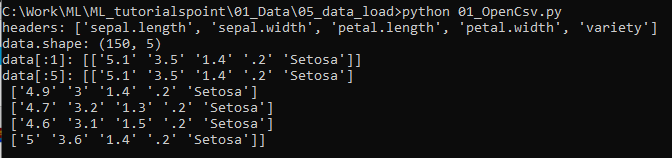 C:\Work\ML\ML_tutorialspoint\01_Data\05_data_load>python 01_OpenCsv.py
headers: ['sepal.length', 'sepal.width', 'petal.length', 'petal.width', 'variety']
data.shape: (150, 5)
data[:1]: [['5.1' '3.5' '1.4' '.2' 'Setosa']]
data[:5]: [['5.1' '3.5' '1.4' '.2' 'Setosa']
 ['4.9' '3' '1.4' '.2' 'Setosa']
 ['4.7' '3.2' '1.3' '.2' 'Setosa']
 ['4.6' '3.1' '1.5' '.2' 'Setosa']
 ['5' '3.6' '1.4' '.2' 'Setosa']]